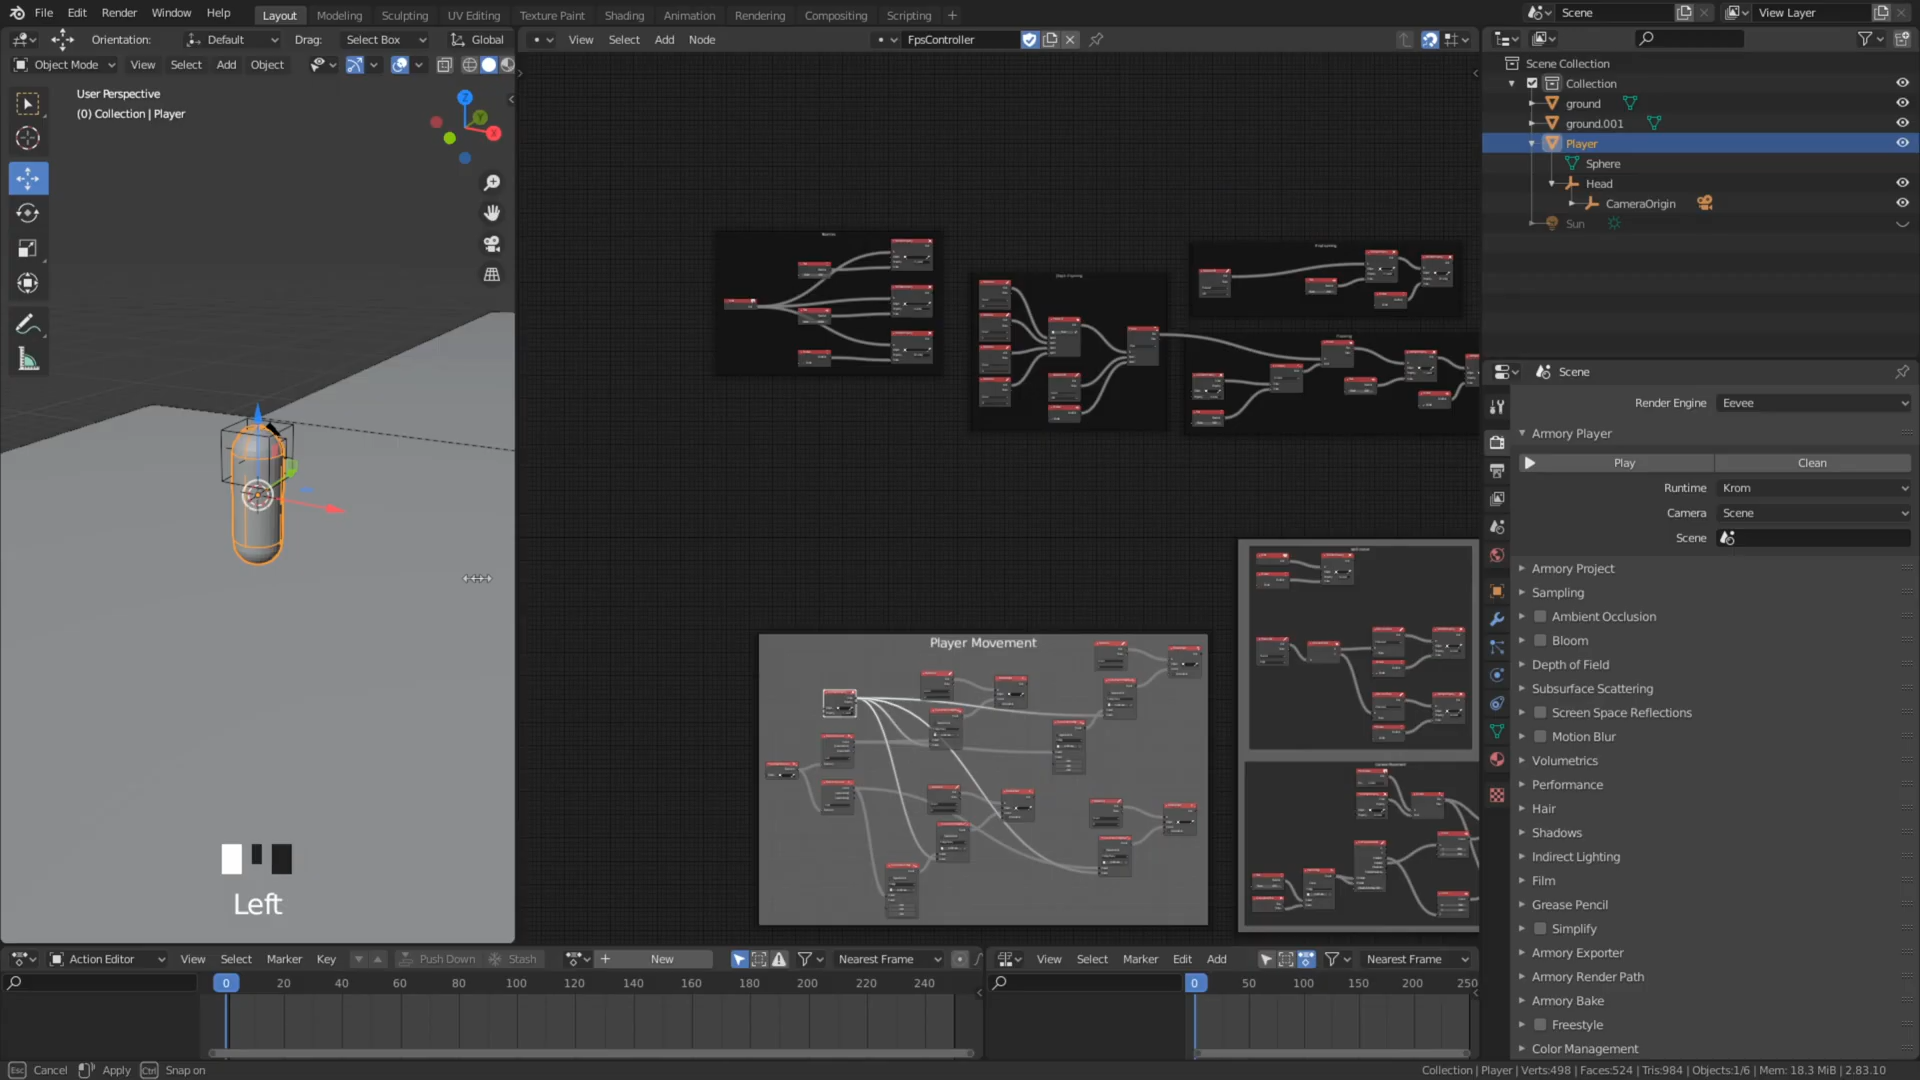 File Edit Render Window Help
Layout Modeling Sculpting UV Editing Texture Paint Shading Animation Rendering Compositing Scripting +
Scene
View Layer
Orientation: Default Drag: Select Box Global
View Select Add Node
FpsController
Object Mode View Select Add Object
User Perspective
(0) Collection | Player
Z
Y
X
Scene Collection
Collection
ground
ground.001
Player
Sphere
Head
CameraOrigin
Sun
Scene
Render Engine Eevee
Armory Player
Play Clean
Runtime Krom
Camera Scene
Scene
Armory Project
Sampling
Ambient Occlusion
Bloom
Depth of Field
Subsurface Scattering
Screen Space Reflections
Motion Blur
Volumetrics
Performance
Hair
Shadows
Indirect Lighting
Film
Grease Pencil
Simplify
Armory Exporter
Armory Render Path
Armory Bake
Freestyle
Color Management
Player Movement
Left
Action Editor View Select Marker Key Push Down Stash New Nearest Frame
0 20 40 60 80 100 120 140 160 180 200 220 240
View Select Marker Edit Add Nearest Frame
0 50 100 150 200 250
Esc Cancel Apply Ctrl Snap on
Collection | Player | Verts:498 | Faces:524 | Tris:984 | Objects:1/6 | Mem: 18.3 MiB | 2.83.10